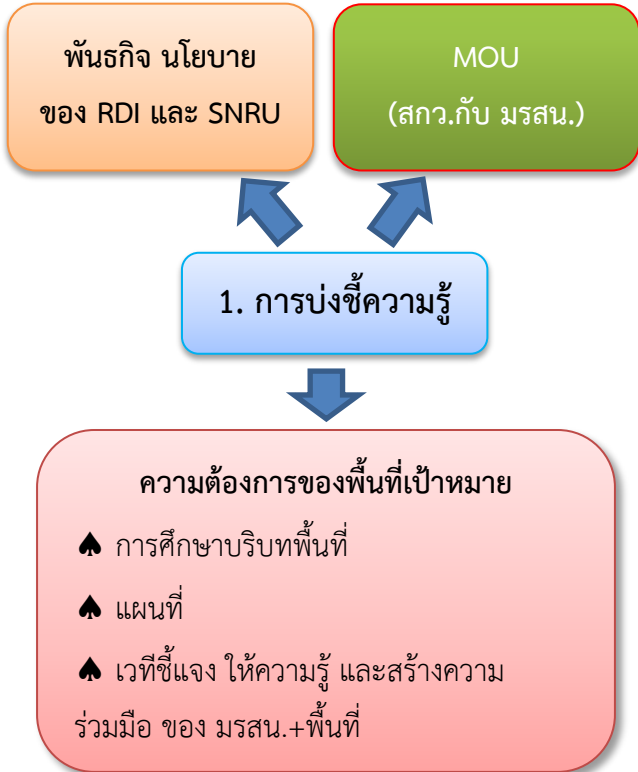 พันธกิจ นโยบาย
ของ RDI และ SNRU
MOU
(สกว.กับ มรสน.)
1. การบ่งชี้ความรู้
ความต้องการของพื้นที่เป้าหมาย
♠ การศึกษาบริบทพื้นที่
♠ แผนที่
♠ เวทีชี้แจง ให้ความรู้ และสร้างความ
ร่วมมือ ของ มรสน.+พื้นที่